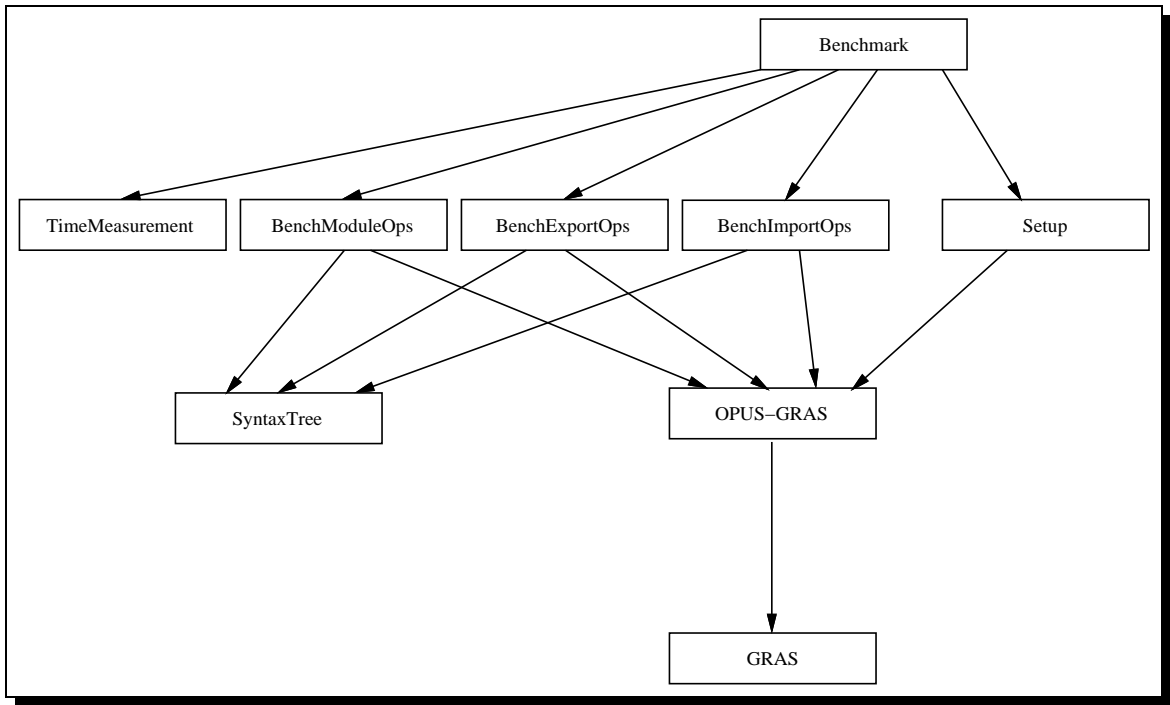 Benchmark
TimeMeasurement
BenchModuleOps
BenchExportOps
BenchImportOps
Setup
SyntaxTree
OPUS−GRAS
GRAS